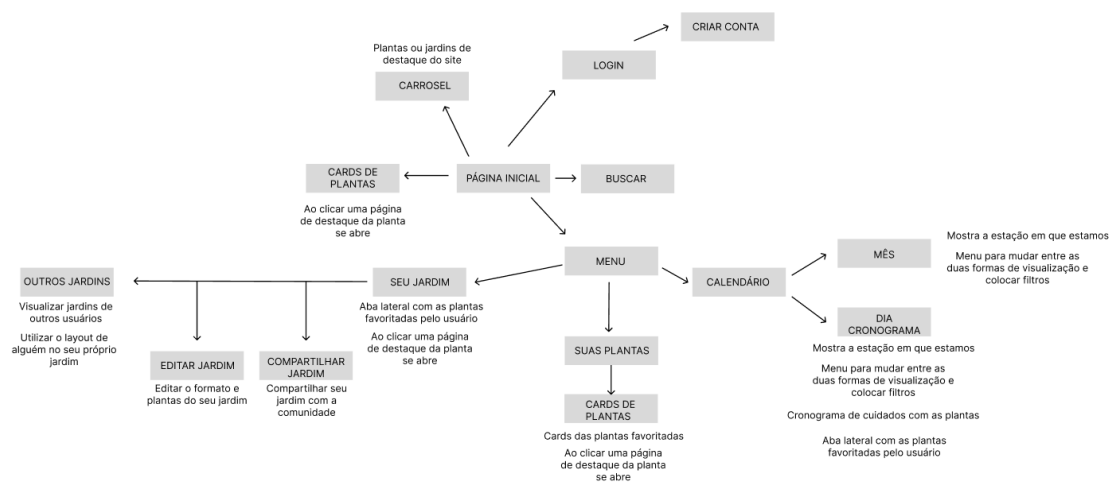 CRIAR CONTA
Plantas ou jardins de
destaque do site
LOGIN
CARROSEL
CARDS DE
PLANTAS
PÁGINA INICIAL
BUSCAR
Ao clicar uma página
de destaque da planta
se abre
MENU
SEU JARDIM
Aba lateral com as plantas
favoritadas pelo usuário
Ao clicar uma página
de destaque da planta
se abre
OUTROS JARDINS
Visualizar jardins de
outros usuários
Utilizar o layout de
alguém no seu próprio
jardim
EDITAR JARDIM
Editar o formato e
plantas do seu jardim
COMPARTILHAR
JARDIM
Compartilhar seu
jardim com a
comunidade
SUAS PLANTAS
CARDS DE
PLANTAS
Cards das plantas favoritadas
Ao clicar uma página
de destaque da planta
se abre
CALENDÁRIO
MÊS
Mostra a estação em que estamos
Menu para mudar entre as
duas formas de visualização e
colocar filtros
DIA
CRONOGRAMA
Mostra a estação em que estamos
Menu para mudar entre as
duas formas de visualização e
colocar filtros
Cronograma de cuidados com as plantas
Aba lateral com as plantas
favoritadas pelo usuário